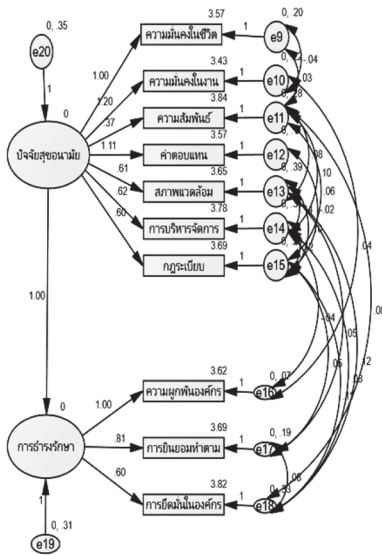 0, .35
e20
1
0
ปัจจัยสุขอนามัย
1.00
1.20
.37
1.11
.61
.62
.60
3.57
ความมั่นคงในชีวิต
1
0, .20
e9
3.43
ความมั่นคงในงาน
1
e10
3.84
ความสัมพันธ์
1
e11
3.57
ค่าตอบแทน
1
e12
3.65
สภาพแวดล้อม
1
e13
3.78
การบริหารจัดการ
1
e14
3.69
กฎระเบียบ
1
e15
-.04
.03
.08
.10
.06
-.02
.04
.05
1.00
0
การธำรงรักษา
1.00
.81
.60
3.62
ความผูกพันองค์กร
1
0, .07
e16
3.69
การยินยอมทำตาม
1
0, .19
e17
3.82
การยึดมั่นในองค์กร
1
e18
1
0, .31
e19